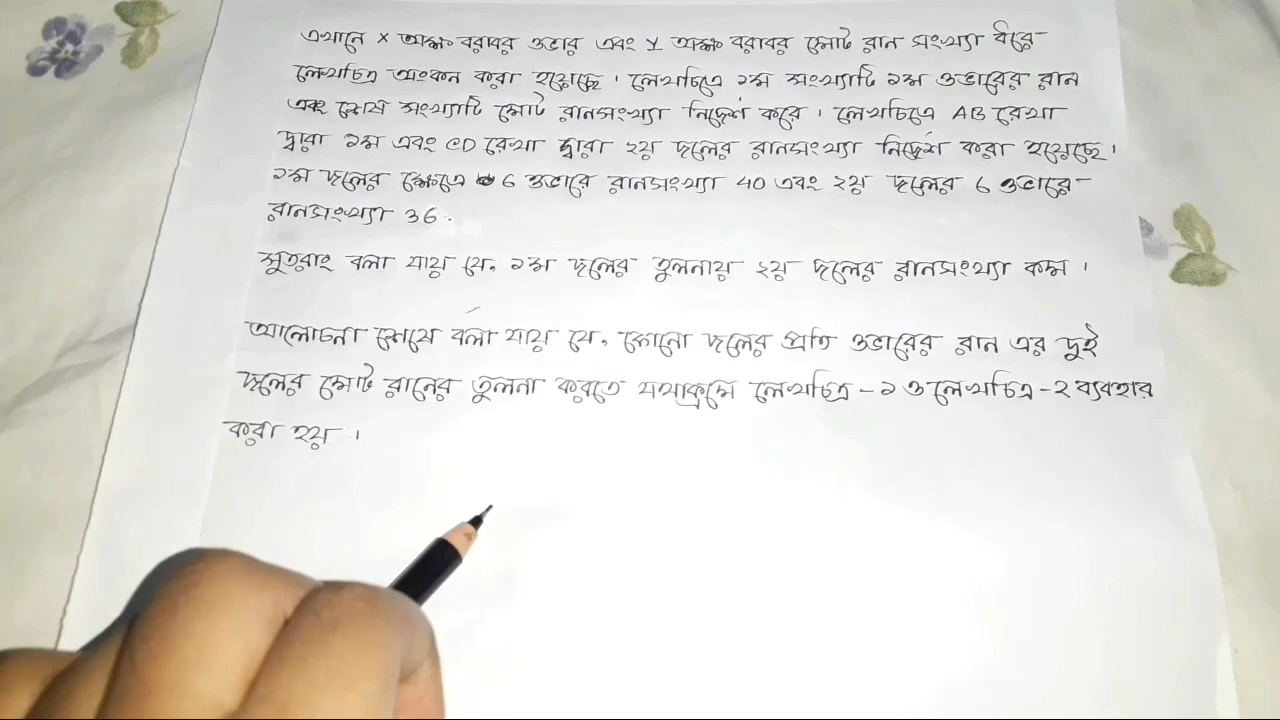 এখানে X অক্ষ বরাবর ওভার এবং Y অক্ষ বরাবর মোট রান সংখ্যা ধরে
লেখচিত্র অংকন করা হয়েছে। লেখচিত্রে ১ম সংখ্যাটি ১ম ওভারের রান
এবং শেষ সংখ্যাটি মোট রানসংখ্যা নির্দেশ করে। লেখচিত্রে AB রেখা
দ্বারা ১ম এবং CD রেখা দ্বারা ২য় দলের রানসংখ্যা নির্দেশ করা হয়েছে।
১ম দলের ক্ষেত্রে 6 ওভারে রানসংখ্যা 40 এবং ২য় দলের 6 ওভারে
রানসংখ্যা 36.
সুতরাং বলা যায় যে, ১ম দলের তুলনায় ২য় দলের রানসংখ্যা কম।
আলোচনা শেষে বলা যায় যে, কোনো দলের প্রতি ওভারের রান এর দুই
দলের মোট রানের তুলনা করতে যথাক্রমে লেখচিত্র - ১ ও লেখচিত্র - ২ ব্যবহার
করা হয়।